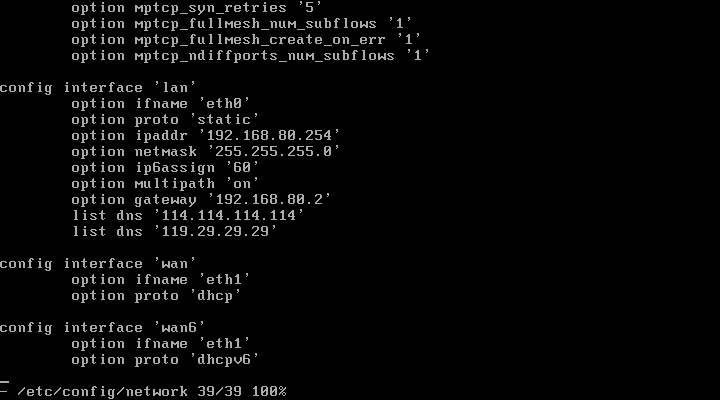 option mptcp_syn_retries '5'
option mptcp_fullmesh_num_subflows '1'
option mptcp_fullmesh_create_on_err '1'
option mptcp_ndiffports_num_subflows '1'
config interface 'lan'
option ifname 'eth0'
option proto 'static'
option ipaddr '192.168.80.254'
option netmask '255.255.255.0'
option ip6assign '60'
option multipath 'on'
option gateway '192.168.80.2'
list dns '114.114.114.114'
list dns '119.29.29.29'
config interface 'wan'
option ifname 'eth1'
option proto 'dhcp'
config interface 'wan6'
option ifname 'eth1'
option proto 'dhcpv6'
- /etc/config/network 39/39 100%